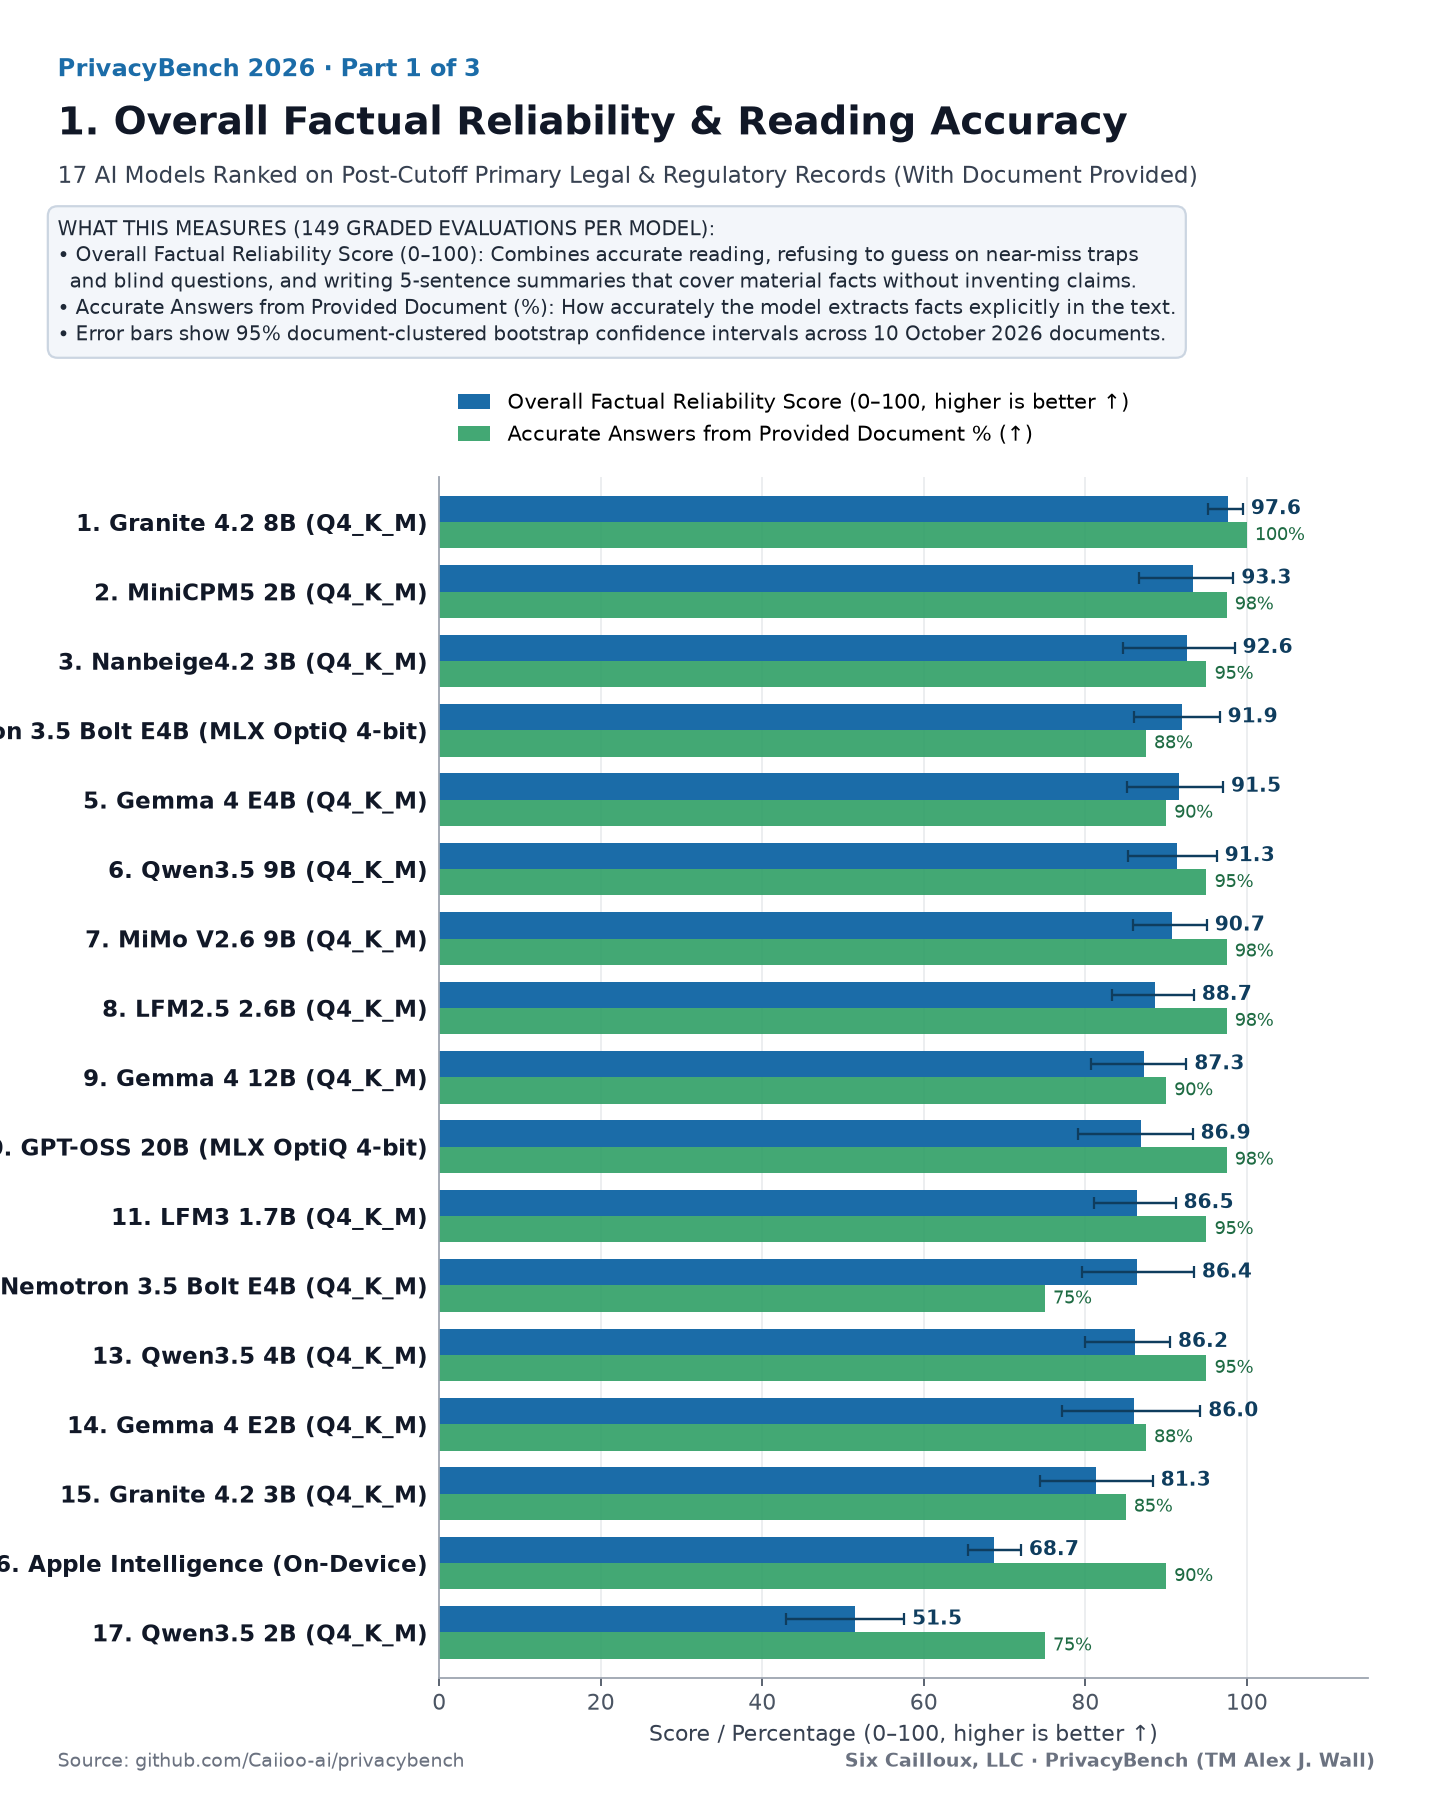 PrivacyBench 2026 · Part 1 of 3
1. Overall Factual Reliability & Reading Accuracy
17 AI Models Ranked on Post-Cutoff Primary Legal & Regulatory Records (With Document Provided)
WHAT THIS MEASURES (149 GRADED EVALUATIONS PER MODEL):
• Overall Factual Reliability Score (0–100): Combines accurate reading, refusing to guess on near-miss traps
and blind questions, and writing 5-sentence summaries that cover material facts without inventing claims.
• Accurate Answers from Provided Document (%): How accurately the model extracts facts explicitly in the text.
• Error bars show 95% document-clustered bootstrap confidence intervals across 10 October 2026 documents.
Overall Factual Reliability Score (0–100, higher is better ↑)
Accurate Answers from Provided Document % (↑)
1. Granite 4.2 8B (Q4_K_M) 97.6
100%
2. MiniCPM5 2B (Q4_K_M) 93.3
98%
3. Nanbeige4.2 3B (Q4_K_M) 92.6
95%
on 3.5 Bolt E4B (MLX OptiQ 4-bit) 91.9
88%
5. Gemma 4 E4B (Q4_K_M) 91.5
90%
6. Qwen3.5 9B (Q4_K_M) 91.3
95%
7. MiMo V2.6 9B (Q4_K_M) 90.7
98%
8. LFM2.5 2.6B (Q4_K_M) 88.7
98%
9. Gemma 4 12B (Q4_K_M) 87.3
90%
0. GPT-OSS 20B (MLX OptiQ 4-bit) 86.9
98%
11. LFM3 1.7B (Q4_K_M) 86.5
95%
Nemotron 3.5 Bolt E4B (Q4_K_M) 86.4
75%
13. Qwen3.5 4B (Q4_K_M) 86.2
95%
14. Gemma 4 E2B (Q4_K_M) 86.0
88%
15. Granite 4.2 3B (Q4_K_M) 81.3
85%
6. Apple Intelligence (On-Device) 68.7
90%
17. Qwen3.5 2B (Q4_K_M) 51.5
75%
0 20 40 60 80 100
Score / Percentage (0–100, higher is better ↑)
Source: github.com/Caiioo-ai/privacybench
Six Cailloux, LLC · PrivacyBench (TM Alex J. Wall)